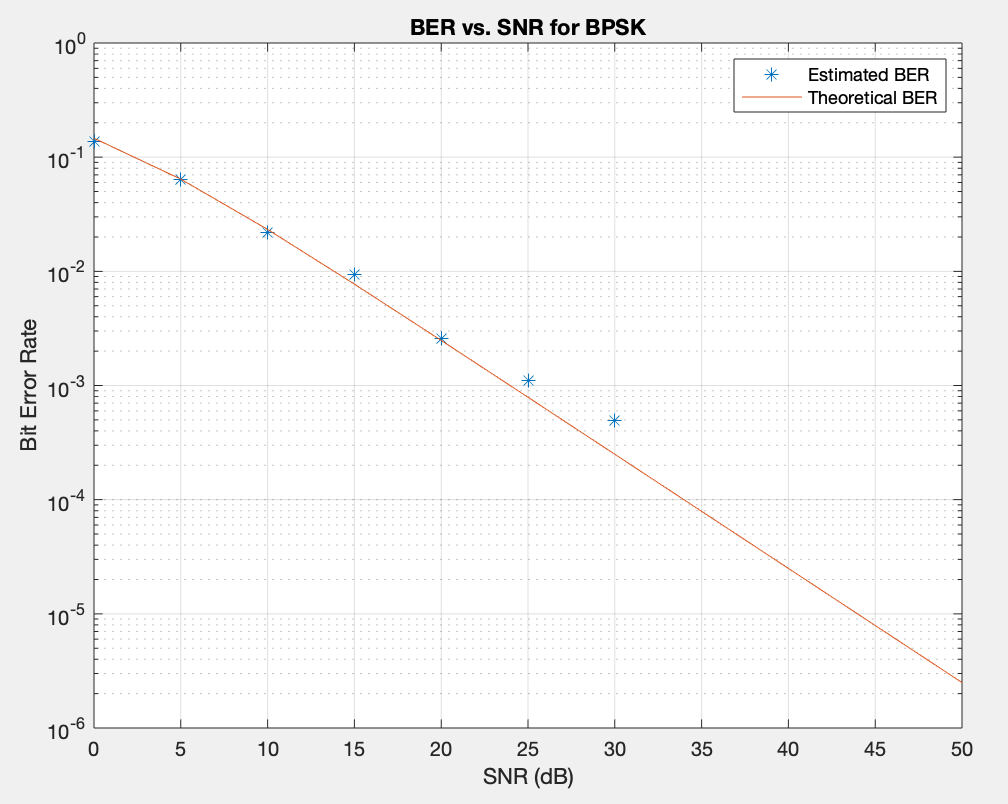 BER vs. SNR for BPSK
Estimated BER
Theoretical BER
10^0
10^-1
10^-2
10^-3
10^-4
10^-5
10^-6
Bit Error Rate
0 5 10 15 20 25 30 35 40 45 50
SNR (dB)